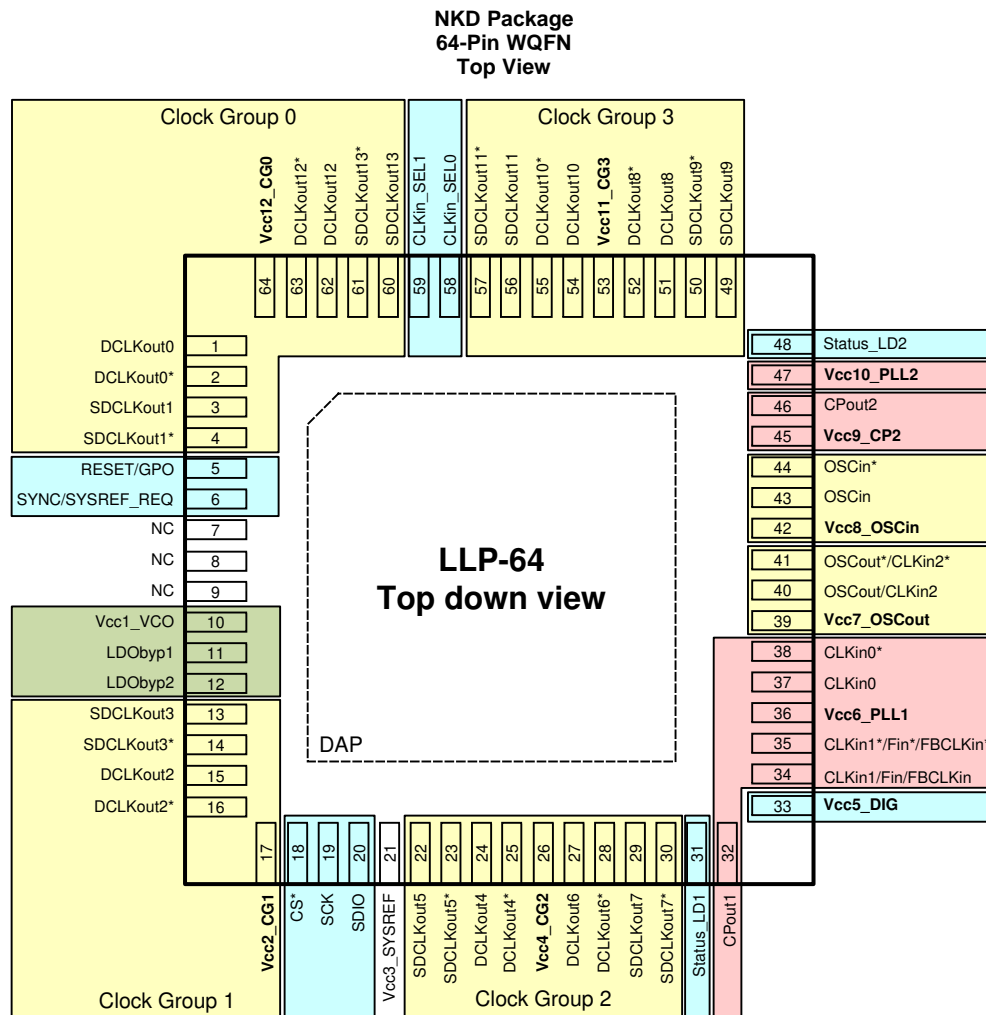 NKD Package
64-Pin WQFN
Top View
Clock Group 0
Clock Group 3
Vcc12_CG0
DCLKout12*
DCLKout12
SDCLKout13*
SDCLKout13
CLKin_SEL1
CLKin_SEL0
SDCLKout11*
SDCLKout11
DCLKout10*
DCLKout10
Vcc11_CG3
DCLKout8*
DCLKout8
SDCLKout9*
SDCLKout9
64
63
62
61
60
59
58
57
56
55
54
53
52
51
50
49
DCLKout0 1
DCLKout0* 2
SDCLKout1 3
SDCLKout1* 4
RESET/GPO 5
SYNC/SYSREF_REQ 6
NC 7
NC 8
NC 9
Vcc1_VCO 10
LDObyp1 11
LDObyp2 12
SDCLKout3 13
SDCLKout3* 14
DCLKout2 15
DCLKout2* 16
LLP-64
Top down view
DAP
48 Status_LD2
47 Vcc10_PLL2
46 CPout2
45 Vcc9_CP2
44 OSCin*
43 OSCin
42 Vcc8_OSCin
41 OSCout*/CLKin2*
40 OSCout/CLKin2
39 Vcc7_OSCout
38 CLKin0*
37 CLKin0
36 Vcc6_PLL1
35 CLKin1*/Fin*/FBCLKin*
34 CLKin1/Fin/FBCLKin
33 Vcc5_DIG
17
18
19
20
21
22
23
24
25
26
27
28
29
30
31
32
Vcc2_CG1
CS*
SCK
SDIO
Vcc3_SYSREF
SDCLKout5
SDCLKout5*
DCLKout4
DCLKout4*
Vcc4_CG2
DCLKout6
DCLKout6*
SDCLKout7
SDCLKout7*
Status_LD1
CPout1
Clock Group 1
Clock Group 2